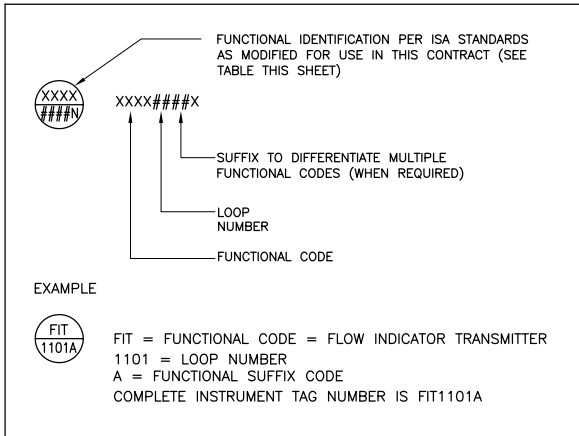 FUNCTIONAL IDENTIFICATION PER ISA STANDARDS
AS MODIFIED FOR USE IN THIS CONTRACT (SEE
TABLE THIS SHEET)
XXXX
####N
XXXX####X
SUFFIX TO DIFFERENTIATE MULTIPLE
FUNCTIONAL CODES (WHEN REQUIRED)
LOOP
NUMBER
FUNCTIONAL CODE
EXAMPLE
FIT
1101A
FIT = FUNCTIONAL CODE = FLOW INDICATOR TRANSMITTER
1101 = LOOP NUMBER
A = FUNCTIONAL SUFFIX CODE
COMPLETE INSTRUMENT TAG NUMBER IS FIT1101A